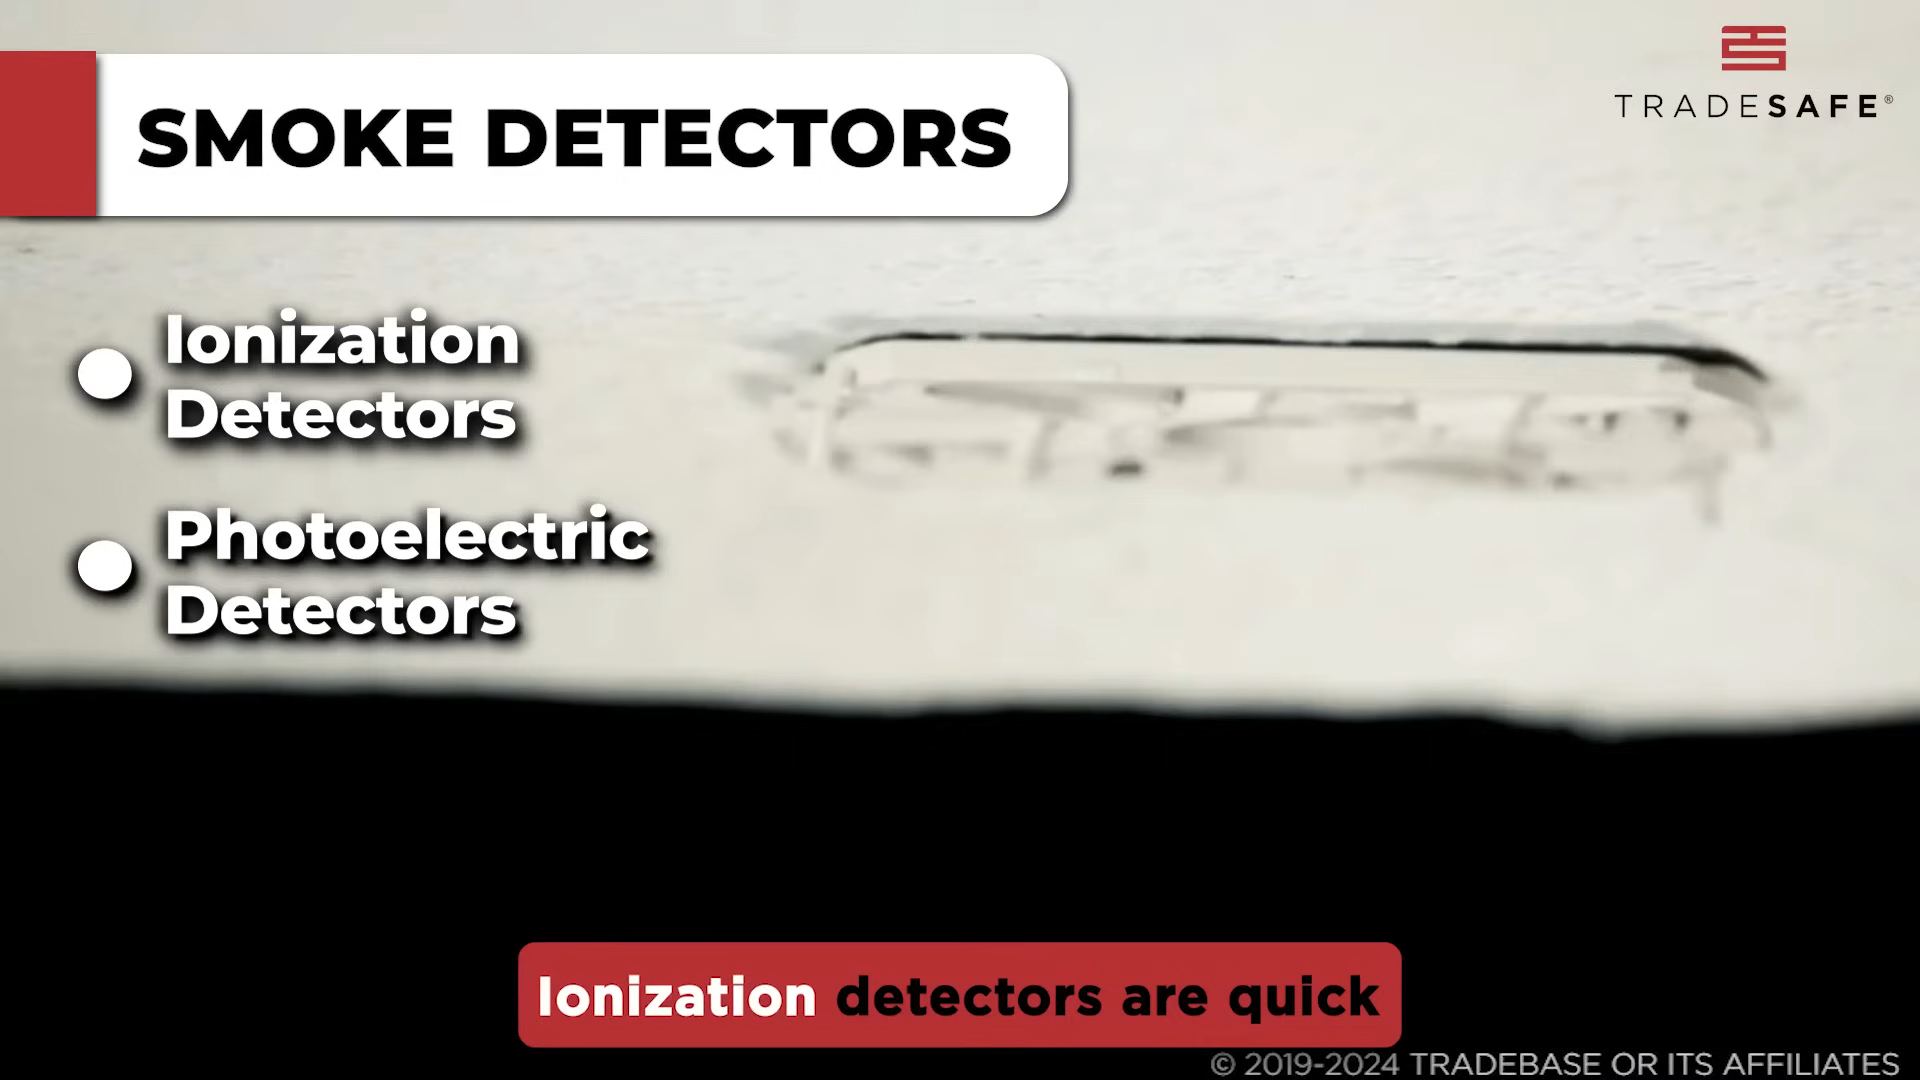 TRADESAFE®
SMOKE DETECTORS
Ionization
Detectors
Photoelectric
Detectors
Ionization detectors are quick
© 2019-2024 TRADEBASE OR ITS AFFILIATES